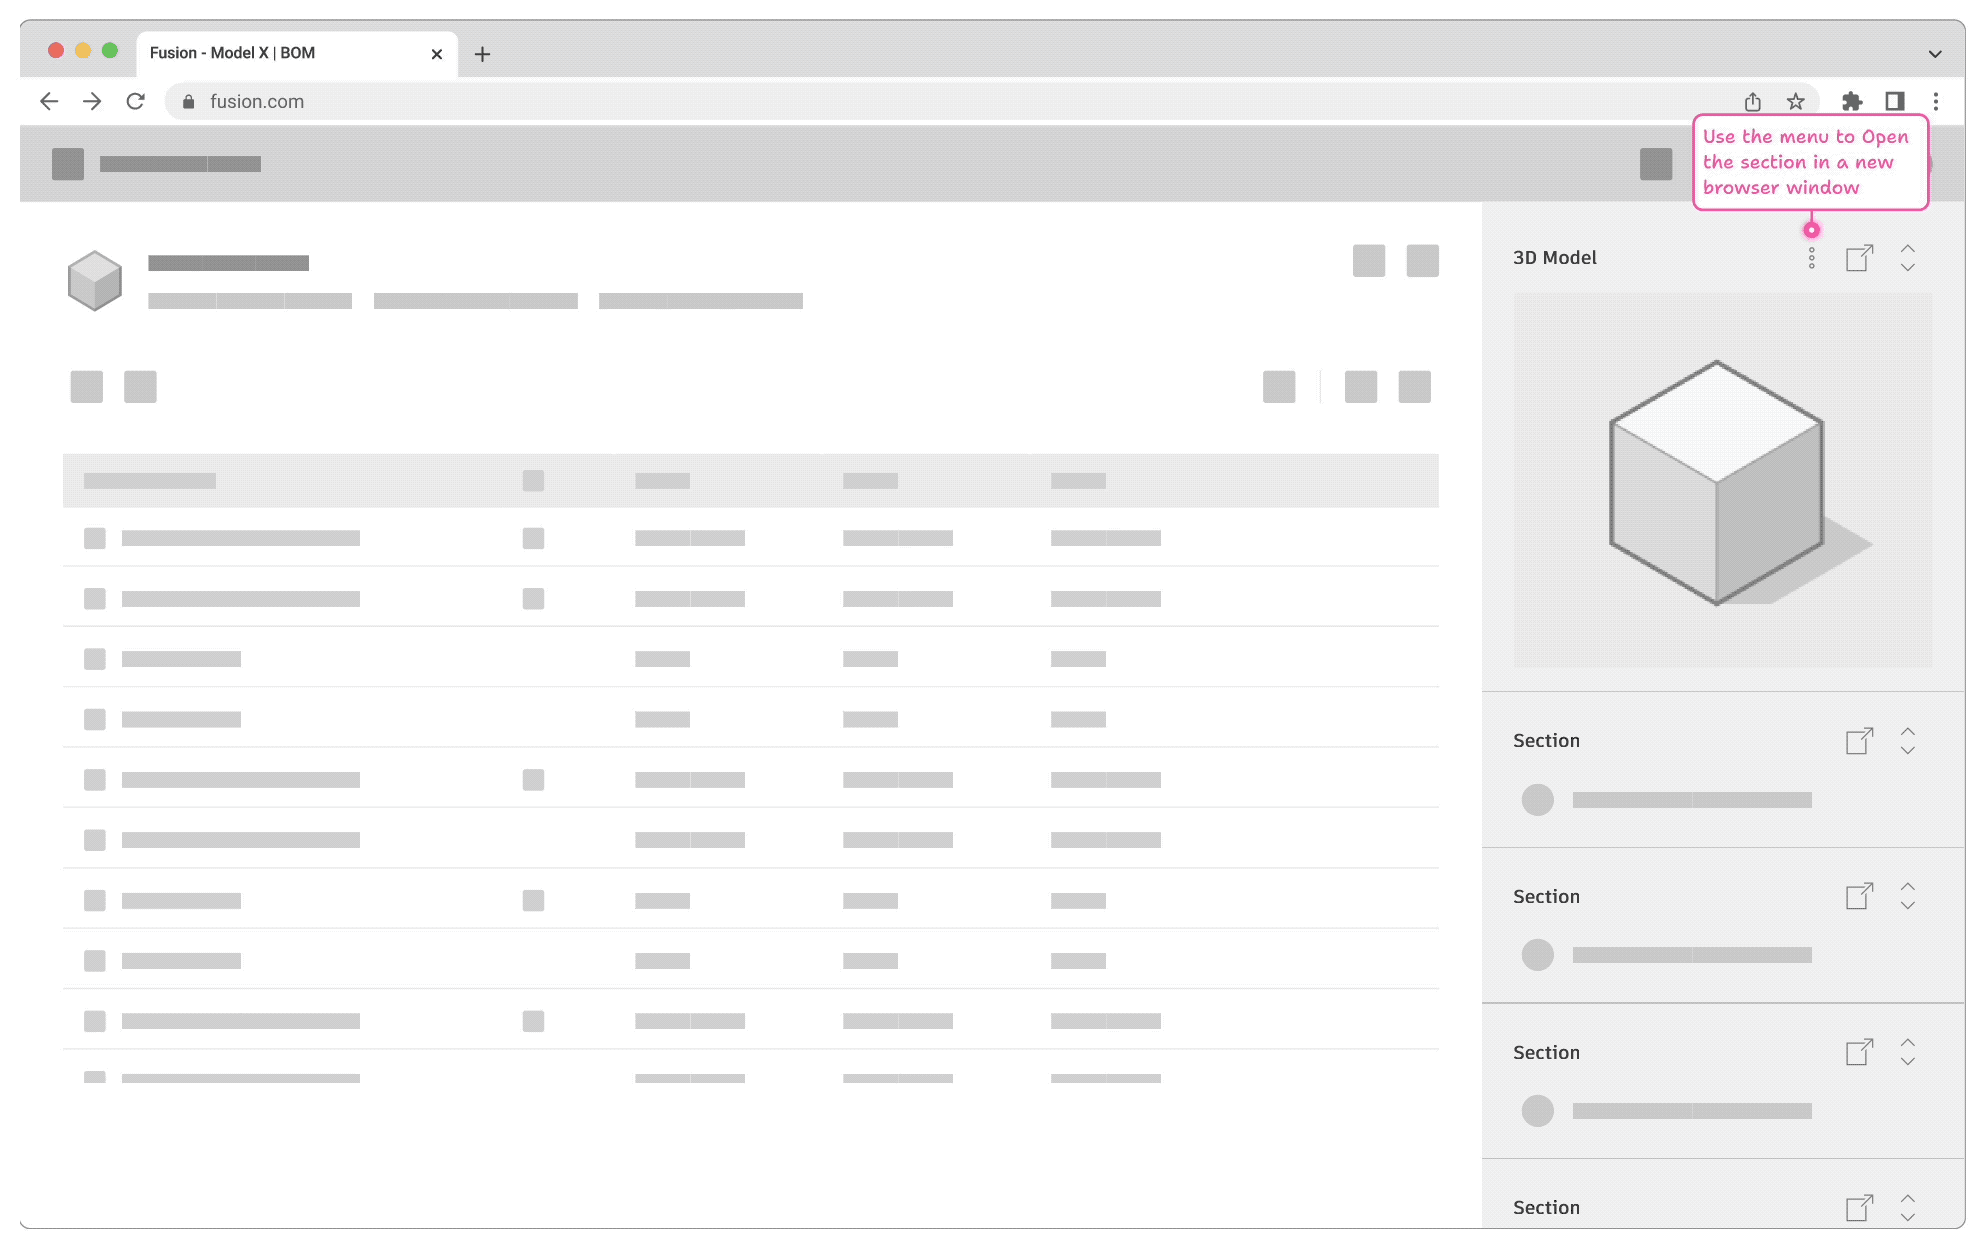 Fusion - Model X | BOM
fusion.com
Use the menu to Open
the section in a new
browser window
3D Model
Section
Section
Section
Section